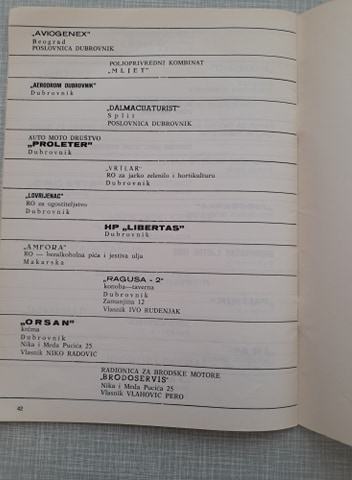 „AVIOGENEX”
Beograd
POSLOVNICA DUBROVNIK
POLJOPRIVREDNI KOMBINAT
„MLJET”
„AERODROM DUBROVNIK”
Dubrovnik
„DALMACIJATURIST”
Split
POSLOVNICA DUBROVNIK
AUTO MOTO DRUŠTVO
„PROLETER”
Dubrovnik
„VRTLAR”
RO za javko zelenilo i hortikulturu
Dubrovnik
„LOVRIJENAC”
RO za ugostiteljstvo
Dubrovnik
HP „LIBERTAS”
Dubrovnik
„AMFORA”
RO — bezalkoholna pića i jestiva ulja
Makarska
„RAGUSA - 2”
konoba—taverna
Dubrovnik
Zamanjina 12
Vlasnik IVO RUDENJAK
„ORSAN”
krčma
Dubrovnik
Nika i Meda Pucića 25
Vlasnik NIKO RADOVIĆ
RADIONICA ZA BRODSKE MOTORE
„BRODOSERVIS”
Nika i Meda Pucića 25
Vlasnik VLAHOVIĆ PERO
42